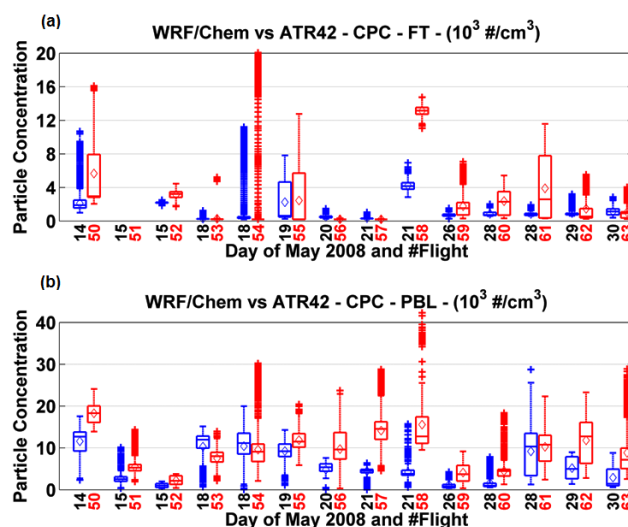 (a)
WRF/Chem vs ATR42 - CPC - FT - (10³ #/cm³)
Particle Concentration
20
16
12
8
4
0
14 15 15 18 18 19 20 21 21 26 28 28 29 30
50 51 52 53 54 55 56 57 58 59 60 61 62 63
Day of May 2008 and #Flight
(b)
WRF/Chem vs ATR42 - CPC - PBL - (10³ #/cm³)
Particle Concentration
40
30
20
10
0
14 15 15 18 18 19 20 21 21 26 28 28 29 30
50 51 52 53 54 55 56 57 58 59 60 61 62 63
Day of May 2008 and #Flight